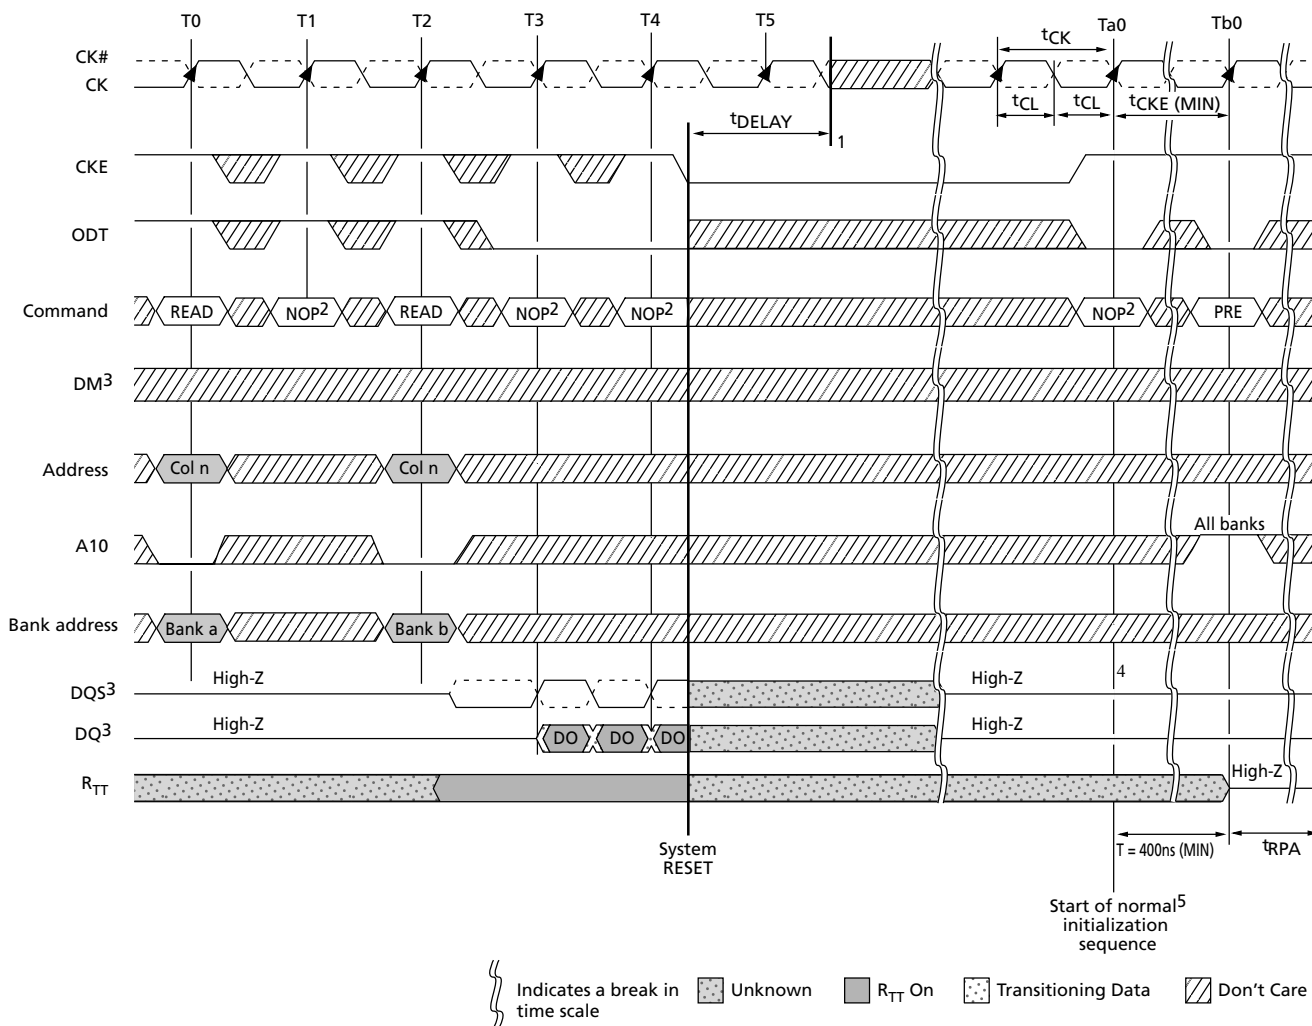 T0 T1 T2 T3 T4 T5 Ta0 Tb0
tCK
CK#
CK
tCL tCL tCKE (MIN)
tDELAY
1
CKE
ODT
Command READ NOP2 READ NOP2 NOP2 NOP2 PRE
DM3
Address Col n Col n
All banks
A10
Bank address Bank a Bank b
High-Z High-Z 4
DQS3
High-Z High-Z
DQ3 DO DO DO
High-Z
RTT
System
RESET
T = 400ns (MIN) tRPA
Start of normal5
initialization
sequence
Indicates a break in
time scale
Unknown RTT On Transitioning Data Don't Care